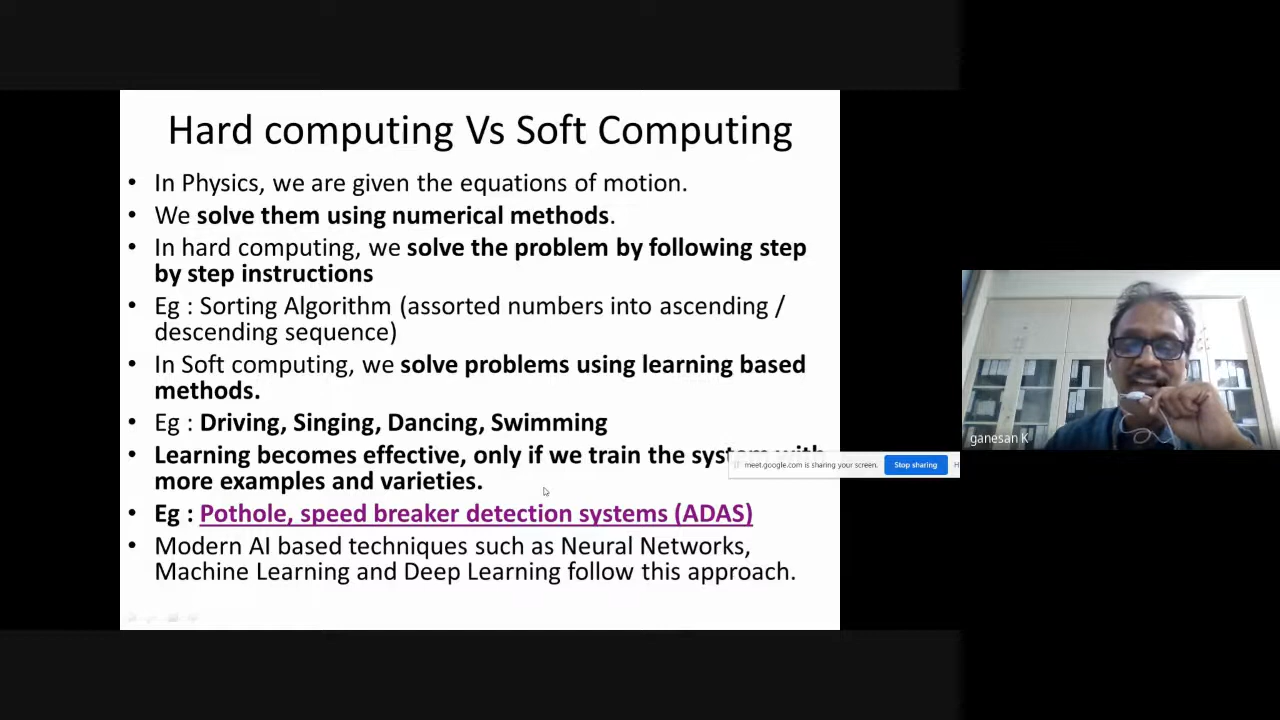 Hard computing Vs Soft Computing
• In Physics, we are given the equations of motion.
• We solve them using numerical methods.
• In hard computing, we solve the problem by following step
by step instructions
• Eg : Sorting Algorithm (assorted numbers into ascending /
descending sequence)
• In Soft computing, we solve problems using learning based
methods.
• Eg : Driving, Singing, Dancing, Swimming
• Learning becomes effective, only if we train the system with
more examples and varieties.
• Eg : Pothole, speed breaker detection systems (ADAS)
• Modern AI based techniques such as Neural Networks,
Machine Learning and Deep Learning follow this approach.
ganesan K
meet.google.com is sharing your screen.
Stop sharing
H